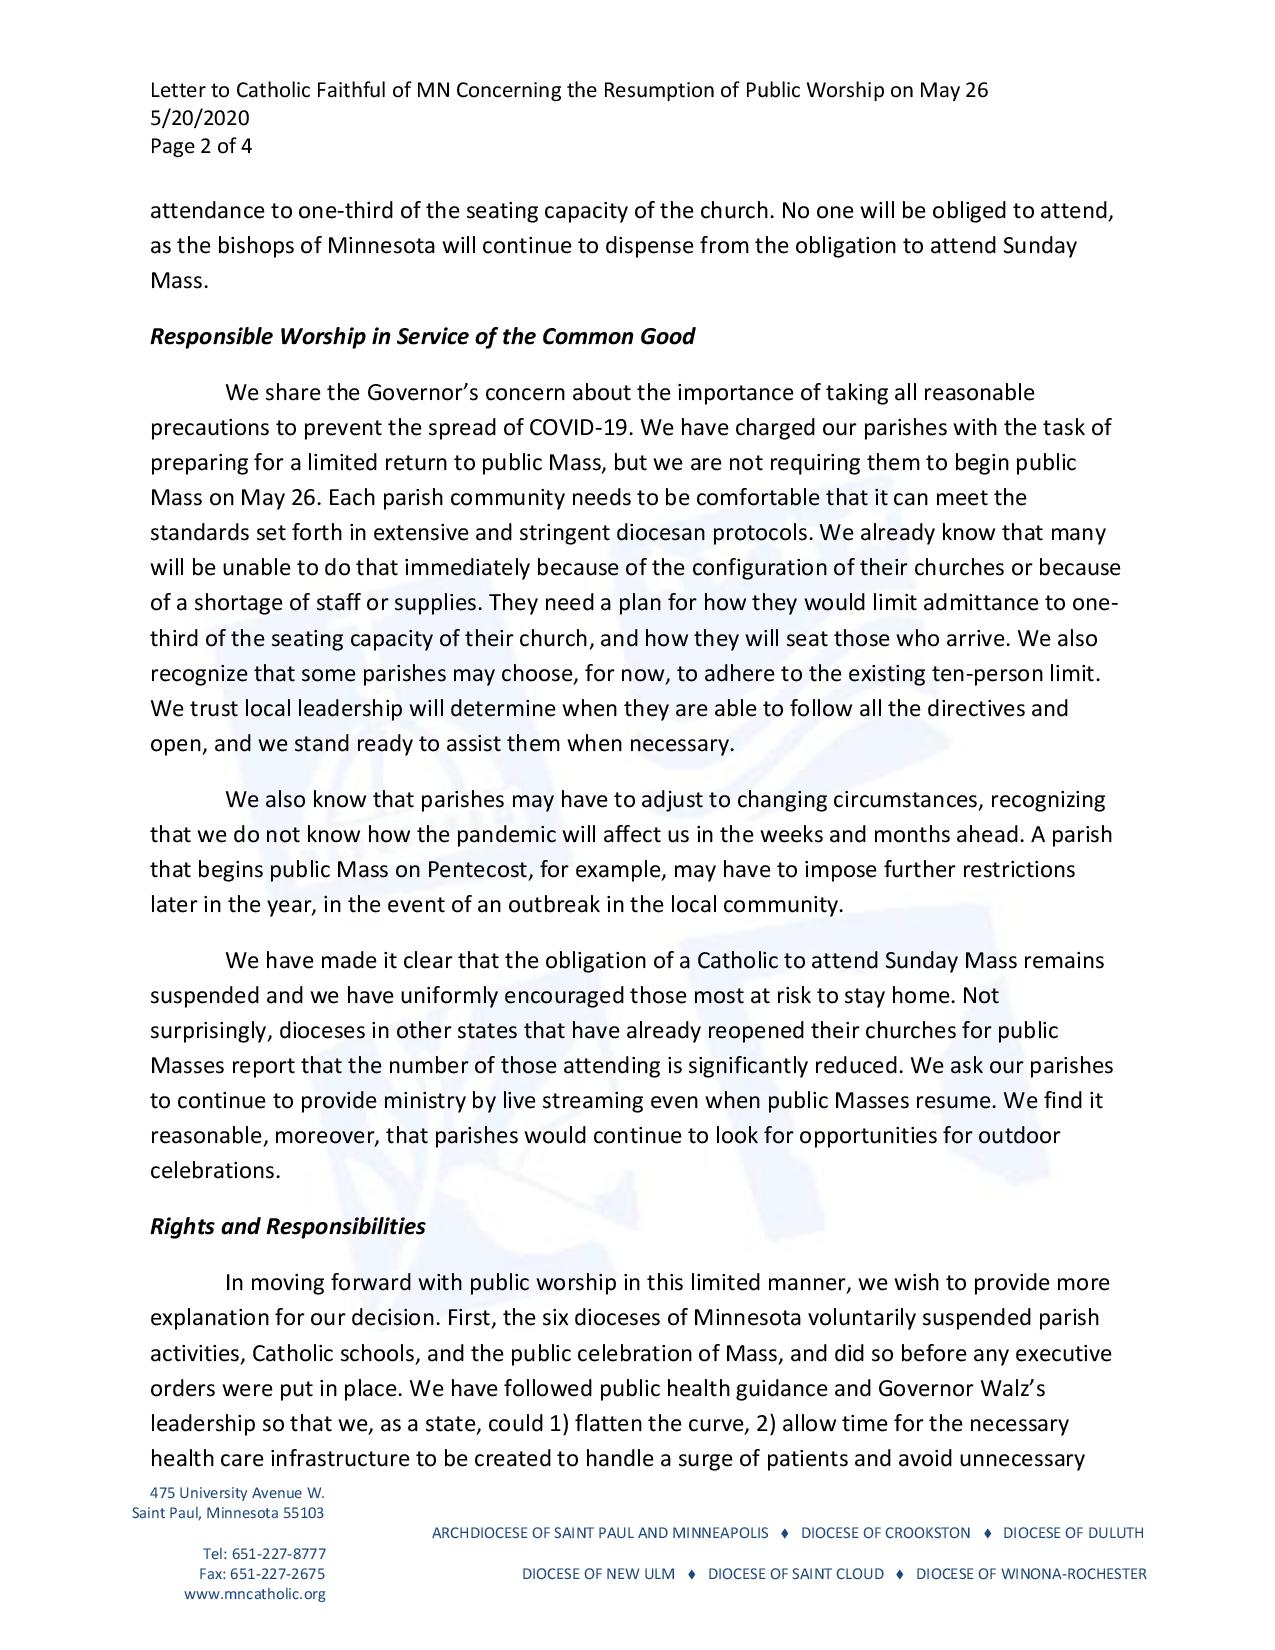 Letter to Catholic Faithful of MN Concerning the Resumption of Public Worship on May 26
5/20/2020
Page 2 of 4
attendance to one-third of the seating capacity of the church. No one will be obliged to attend,
as the bishops of Minnesota will continue to dispense from the obligation to attend Sunday
Mass.
Responsible Worship in Service of the Common Good
We share the Governor’s concern about the importance of taking all reasonable
precautions to prevent the spread of COVID-19. We have charged our parishes with the task of
preparing for a limited return to public Mass, but we are not requiring them to begin public
Mass on May 26. Each parish community needs to be comfortable that it can meet the
standards set forth in extensive and stringent diocesan protocols. We already know that many
will be unable to do that immediately because of the configuration of their churches or because
of a shortage of staff or supplies. They need a plan for how they would limit admittance to one-
third of the seating capacity of their church, and how they will seat those who arrive. We also
recognize that some parishes may choose, for now, to adhere to the existing ten-person limit.
We trust local leadership will determine when they are able to follow all the directives and
open, and we stand ready to assist them when necessary.
We also know that parishes may have to adjust to changing circumstances, recognizing
that we do not know how the pandemic will affect us in the weeks and months ahead. A parish
that begins public Mass on Pentecost, for example, may have to impose further restrictions
later in the year, in the event of an outbreak in the local community.
We have made it clear that the obligation of a Catholic to attend Sunday Mass remains
suspended and we have uniformly encouraged those most at risk to stay home. Not
surprisingly, dioceses in other states that have already reopened their churches for public
Masses report that the number of those attending is significantly reduced. We ask our parishes
to continue to provide ministry by live streaming even when public Masses resume. We find it
reasonable, moreover, that parishes would continue to look for opportunities for outdoor
celebrations.
Rights and Responsibilities
In moving forward with public worship in this limited manner, we wish to provide more
explanation for our decision. First, the six dioceses of Minnesota voluntarily suspended parish
activities, Catholic schools, and the public celebration of Mass, and did so before any executive
orders were put in place. We have followed public health guidance and Governor Walz’s
leadership so that we, as a state, could 1) flatten the curve, 2) allow time for the necessary
health care infrastructure to be created to handle a surge of patients and avoid unnecessary
475 University Avenue W.
Saint Paul, Minnesota 55103
Tel: 651-227-8777
Fax: 651-227-2675
www.mncatholic.org
ARCHDIOCESE OF SAINT PAUL AND MINNEAPOLIS ♦ DIOCESE OF CROOKSTON ♦ DIOCESE OF DULUTH
DIOCESE OF NEW ULM ♦ DIOCESE OF SAINT CLOUD ♦ DIOCESE OF WINONA-ROCHESTER